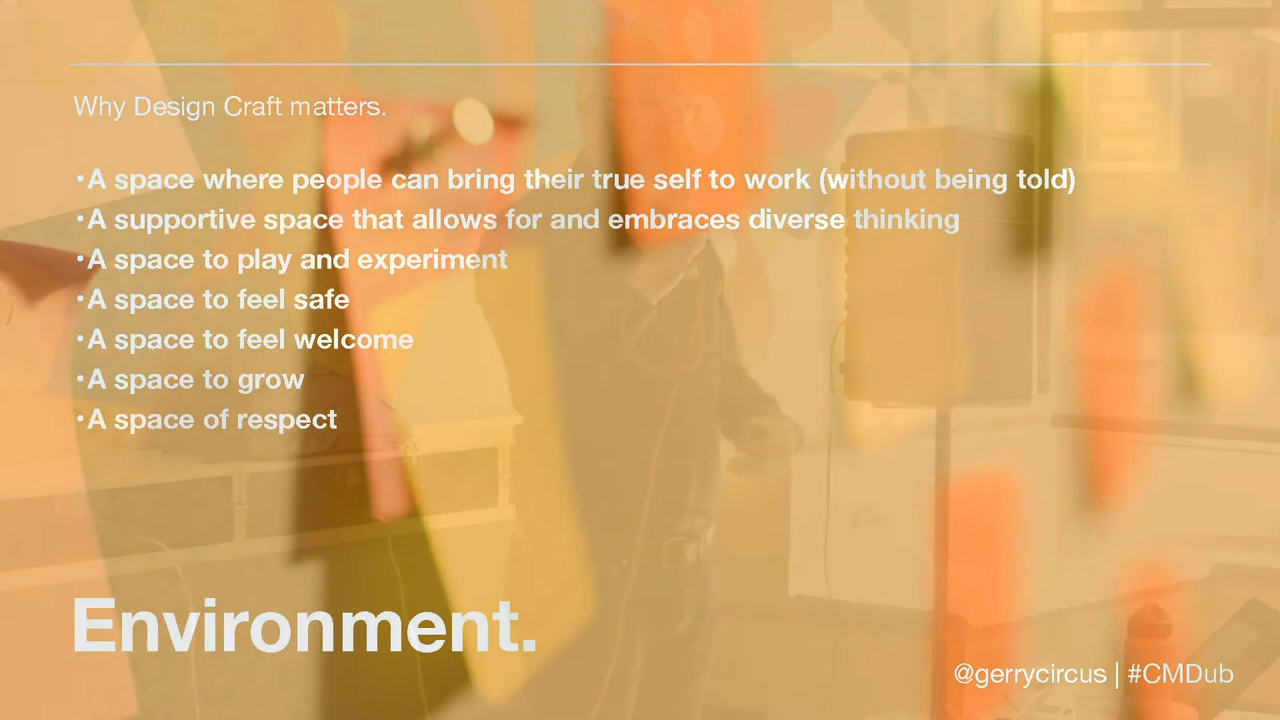 Why Design Craft matters.
•A space where people can bring their true self to work (without being told)
•A supportive space that allows for and embraces diverse thinking
•A space to play and experiment
•A space to feel safe
•A space to feel welcome
•A space to grow
•A space of respect
Environment.
@gerrycircus | #CMDub